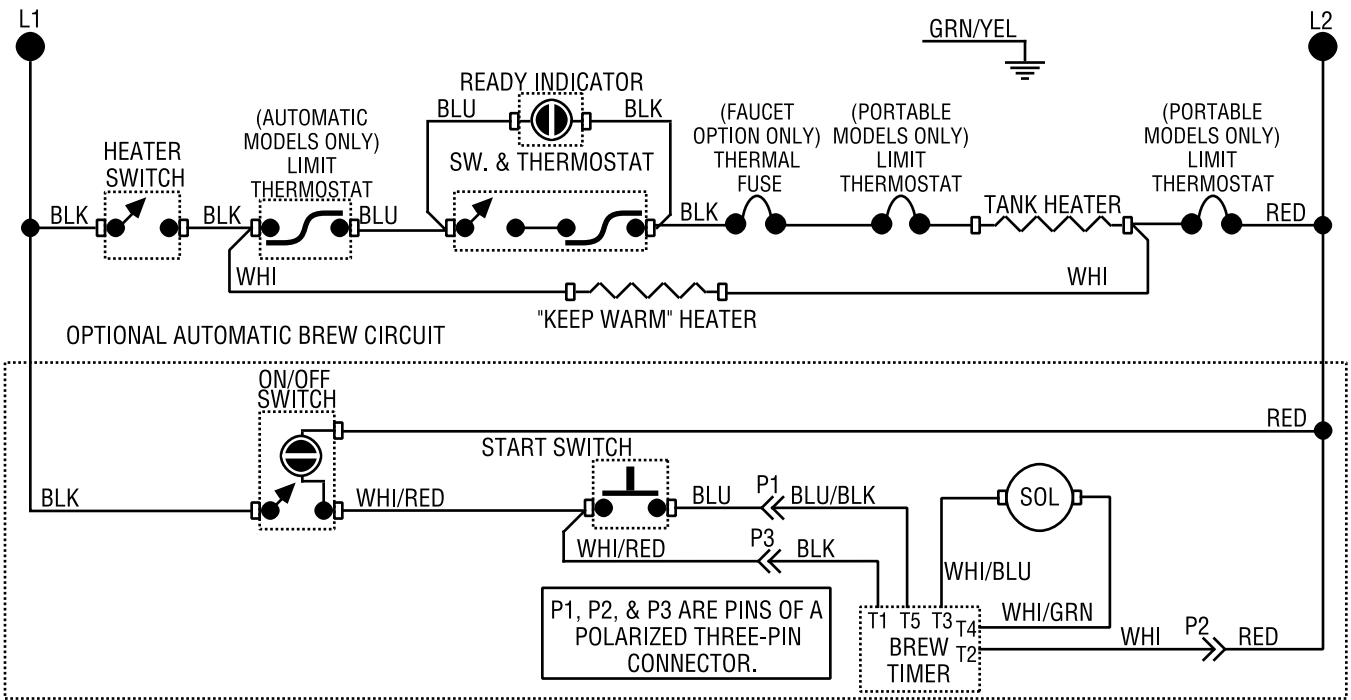 L1
GRN/YEL
L2
READY INDICATOR
BLU
BLK
SW. & THERMOSTAT
HEATER
SWITCH
(AUTOMATIC
MODELS ONLY)
LIMIT
THERMOSTAT
(FAUCET
OPTION ONLY)
THERMAL
FUSE
(PORTABLE
MODELS ONLY)
LIMIT
THERMOSTAT
(PORTABLE
MODELS ONLY)
LIMIT
THERMOSTAT
TANK HEATER
BLK
BLK
BLU
BLK
RED
WHI
WHI
"KEEP WARM" HEATER
OPTIONAL AUTOMATIC BREW CIRCUIT
ON/OFF
SWITCH
RED
START SWITCH
BLK
WHI/RED
BLU
P1
BLU/BLK
SOL
WHI/RED
P3
BLK
WHI/BLU
WHI/GRN
P1, P2, & P3 ARE PINS OF A
POLARIZED THREE-PIN
CONNECTOR.
T1 T5 T3 T4
BREW T2
TIMER
WHI
P2
RED